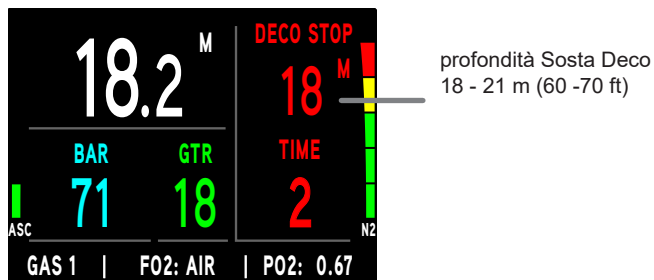 DECO STOP
18.2 M
18 M
BAR
GTR
TIME
71
18
2
ASC
N2
GAS 1 | FO2: AIR | PO2: 0.67
profondità Sosta Deco
18 - 21 m (60 -70 ft)